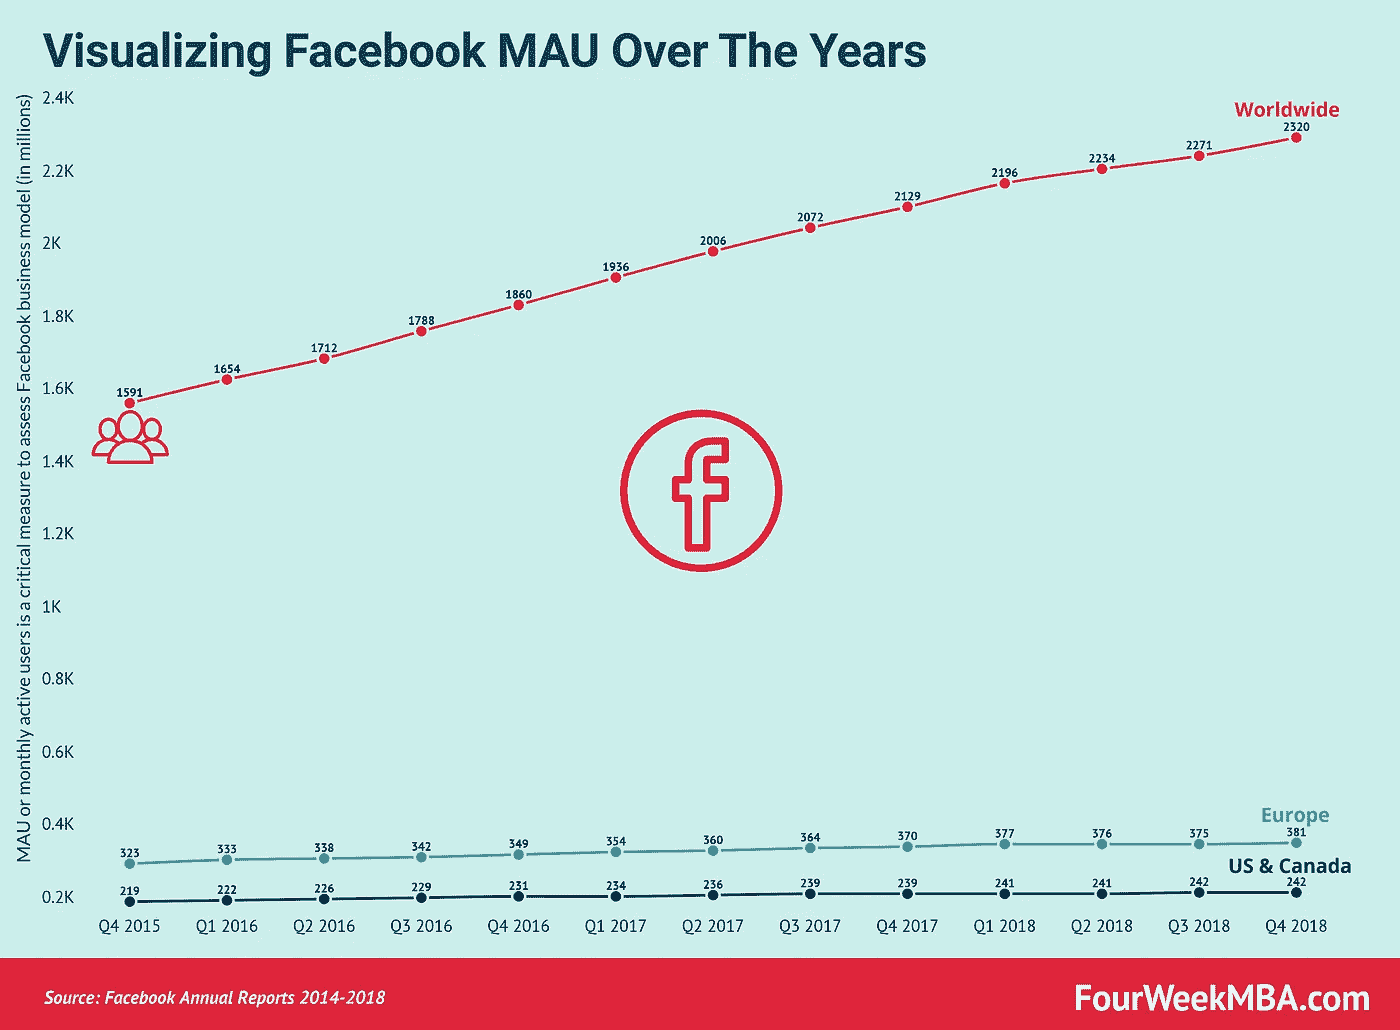 Visualizing Facebook MAU Over The Years
MAU or monthly active users is a critical measure to assess Facebook business model (in millions)
2.4K
2.2K
2K
1.8K
1.6K
1.4K
1.2K
1K
0.8K
0.6K
0.4K
0.2K
Worldwide
1591 1654 1712 1788 1860 1936 2006 2072 2129 2196 2234 2271 2320
f
Europe
323 333 338 342 349 354 360 364 370 377 376 375 381
US & Canada
219 222 226 229 231 234 236 239 239 241 241 242 242
Q4 2015 Q1 2016 Q2 2016 Q3 2016 Q4 2016 Q1 2017 Q2 2017 Q3 2017 Q4 2017 Q1 2018 Q2 2018 Q3 2018 Q4 2018
Source: Facebook Annual Reports 2014-2018
FourWeekMBA.com